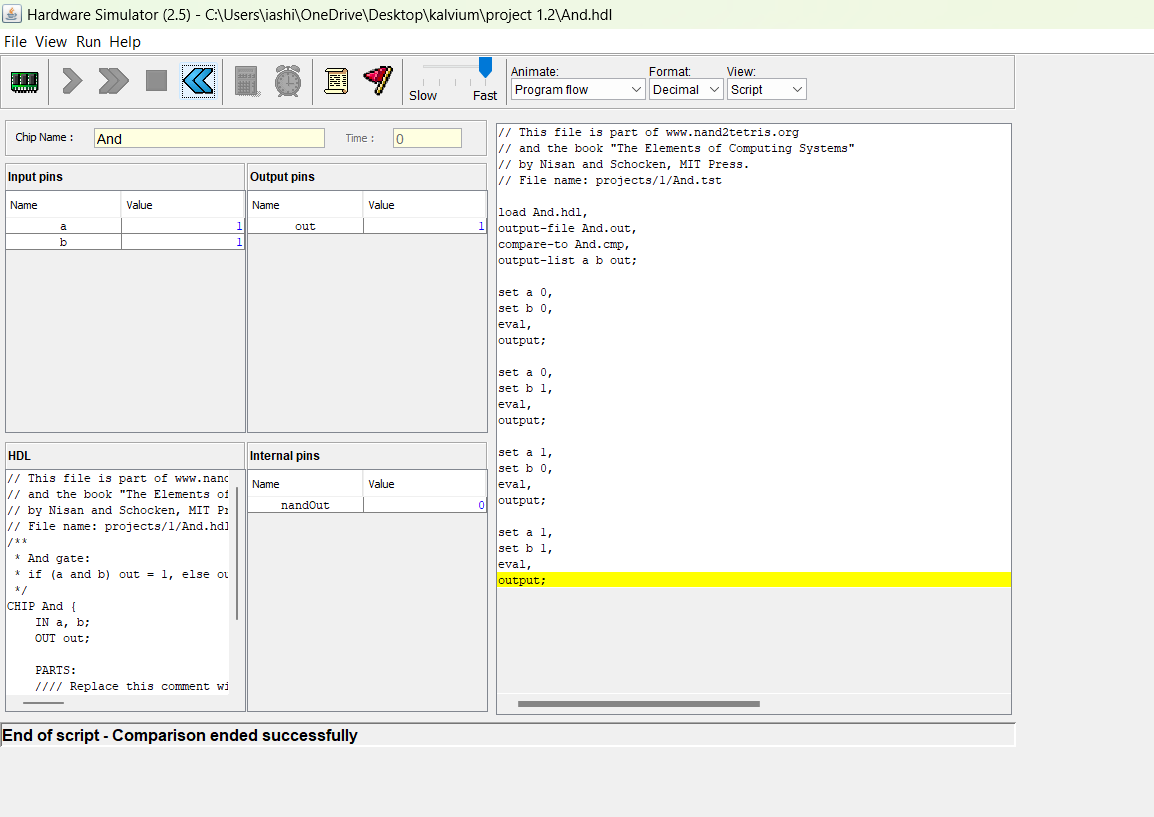 Hardware Simulator (2.5) - C:\Users\iashi\OneDrive\Desktop\kalvium\project 1.2\And.hdl
File View Run Help
Slow Fast
Animate: Format: View:
Program flow Decimal Script
Chip Name : And Time : 0
Input pins
Name Value
a 1
b 1
Output pins
Name Value
out 1
HDL
// This file is part of www.nand
// and the book "The Elements of
// by Nisan and Schocken, MIT Pr
// File name: projects/1/And.hdl
/**
* And gate:
* if (a and b) out = 1, else ou
*/
CHIP And {
IN a, b;
OUT out;
PARTS:
//// Replace this comment wi
Internal pins
Name Value
nandOut 0
// This file is part of www.nand2tetris.org
// and the book "The Elements of Computing Systems"
// by Nisan and Schocken, MIT Press.
// File name: projects/1/And.tst
load And.hdl,
output-file And.out,
compare-to And.cmp,
output-list a b out;
set a 0,
set b 0,
eval,
output;
set a 0,
set b 1,
eval,
output;
set a 1,
set b 0,
eval,
output;
set a 1,
set b 1,
eval,
output;
End of script - Comparison ended successfully